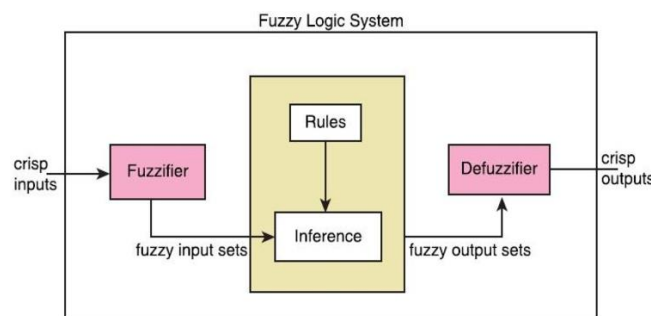 Fuzzy Logic System
crisp
inputs
Fuzzifier
fuzzy input sets
Rules
Inference
fuzzy output sets
Defuzzifier
crisp
outputs